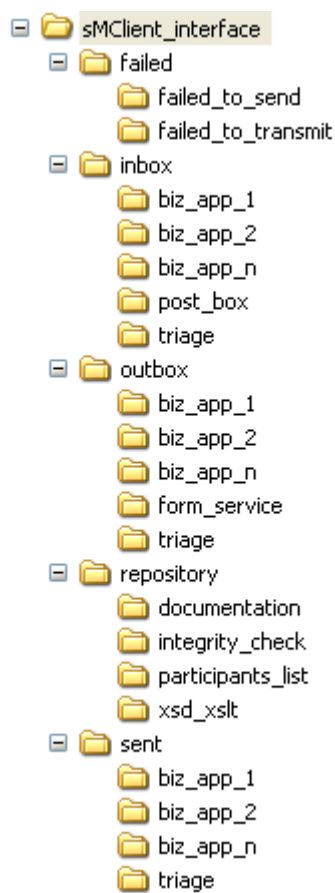 sMClient_interface
failed
failed_to_send
failed_to_transmit
inbox
biz_app_1
biz_app_2
biz_app_n
post_box
triage
outbox
biz_app_1
biz_app_2
biz_app_n
form_service
triage
repository
documentation
integrity_check
participants_list
xsd_xslt
sent
biz_app_1
biz_app_2
biz_app_n
triage